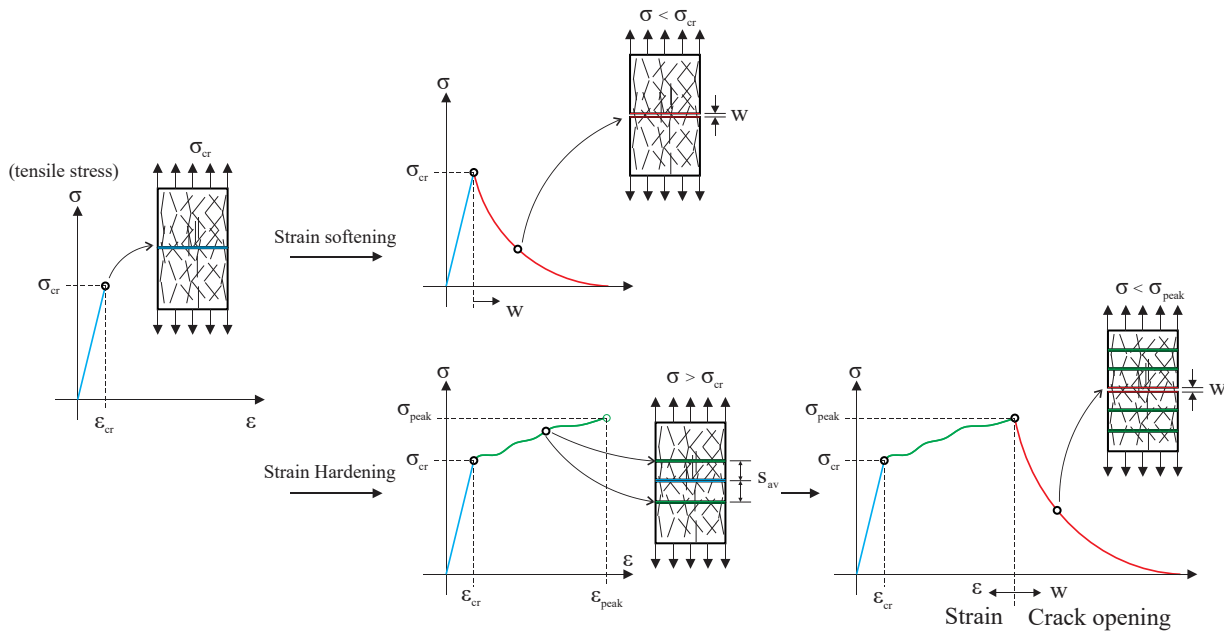 (tensile stress)
σ
σcr
σcr
εcr
ε
Strain softening
σ
σcr
w
σ < σcr
w
Strain Hardening
σ
σpeak
σcr
εcr
εpeak
ε
σ > σcr
sav
σ
σpeak
σcr
εcr
ε
w
Strain
Crack opening
σ < σpeak
w